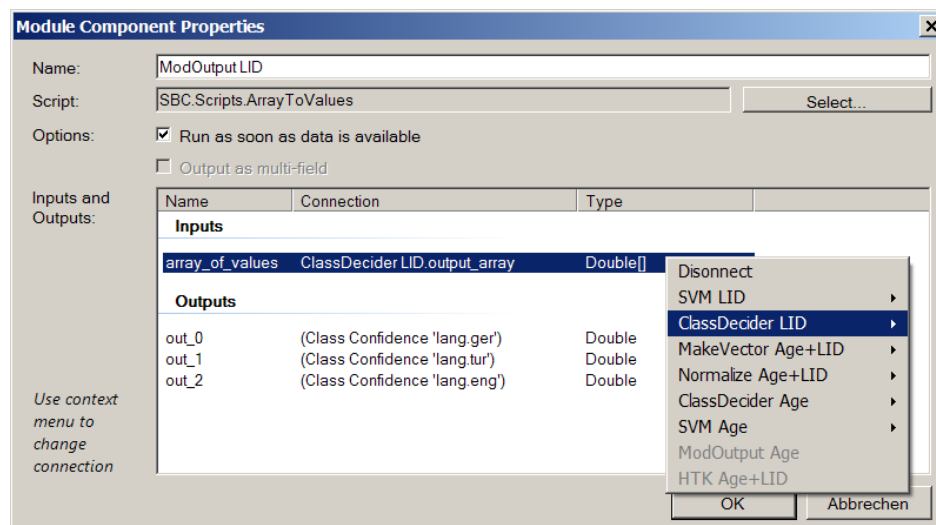 Module Component Properties
Name: ModOutput LID
Script: SBC.Scripts.ArrayToValues Select...
Options: Run as soon as data is available
Output as multi-field
Inputs and Outputs:
Name Connection Type
Inputs
array_of_values ClassDecider LID.output_array Double[]
Outputs
out_0 (Class Confidence 'lang.ger') Double
out_1 (Class Confidence 'lang.tur') Double
out_2 (Class Confidence 'lang.eng') Double
Use context
menu to
change
connection
Disonnect
SVM LID
ClassDecider LID
MakeVector Age+LID
Normalize Age+LID
ClassDecider Age
SVM Age
ModOutput Age
HTK Age+LID
OK Abbrechen